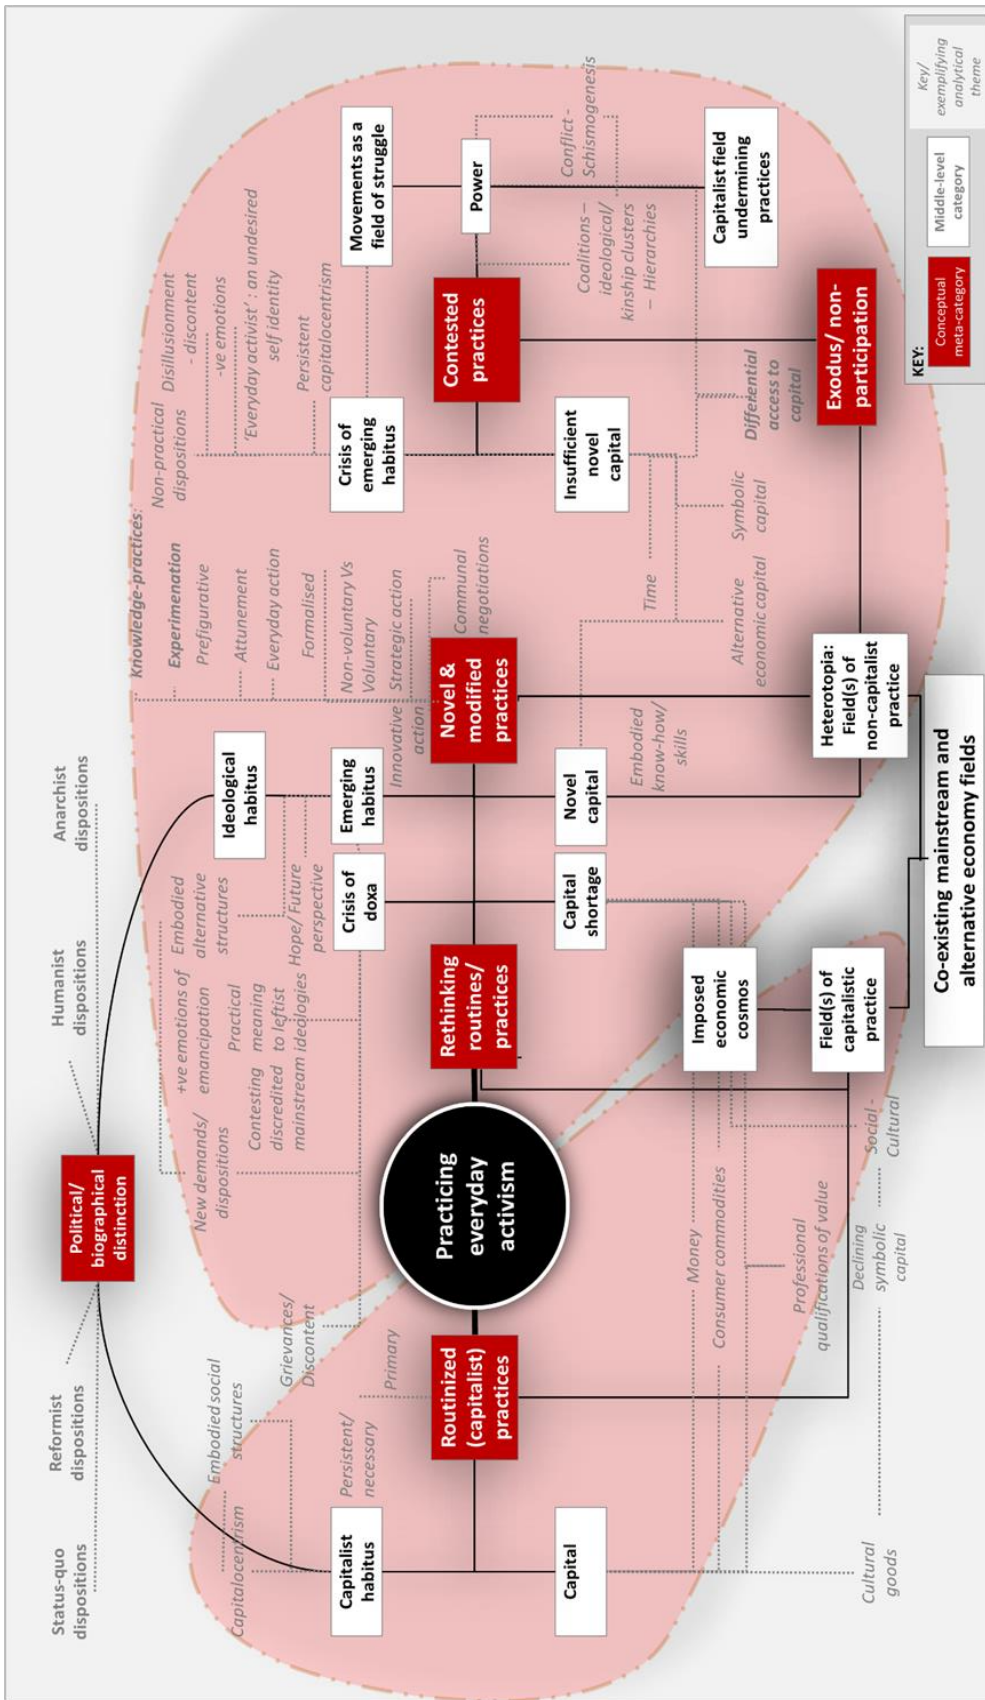 Status-quo
dispositions
Reformist
dispositions
Political/
biographical
distinction
Humanist
dispositions
Anarchist
dispositions
Capitalocentrism
Embodied social
structures
Grievances/
Discontent
New demands/
dispositions
+ve emotions of
emancipation
Embodied
alternative
structures
Contesting
discredited
mainstream
Practical
meaning
to leftist
ideologies
Hope/ Future
perspective
Ideological
habitus
Knowledge-practices:
Experimenation
Prefigurative
Attunement
Everyday action
Formalised
Non-voluntary Vs
Voluntary
Innovative
action
Strategic action
Communal
negotiations
Non-practical
dispositions
Disillusionment
- discontent
-ve emotions
'Everyday activist' : an undesired
self identity
Persistent
capitalocentrism
Capitalist
habitus
Persistent/
necessary
Primary
Crisis of
doxa
Emerging
habitus
Crisis of
emerging
habitus
Movements as a
field of struggle
Routinized
(capitalist)
practices
Practicing
everyday
activism
Rethinking
routines/
practices
Novel &
modified
practices
Contested
practices
Power
Conflict -
Schismogenesis
Coalitions –
ideological/
kinship clusters
– Hierarchies
Capital
Capital
shortage
Novel
capital
Insufficient
novel
capital
Embodied
know-how/
skills
Time
Alternative
economic capital
Symbolic
capital
Differential
access to
capital
Capitalist field
undermining
practices
Money
Consumer commodities
Professional
qualifications of value
Imposed
economic
cosmos
Cultural
goods
Declining
symbolic
capital
Social -
Cultural
Field(s) of
capitalistic
practice
Heterotopia:
Field(s) of
non-capitalist
practice
Exodus/ non-
participation
Co-existing mainstream and
alternative economy fields
KEY:
Conceptual
meta-category
Middle-level
category
Key/
exemplifying
analytical
theme